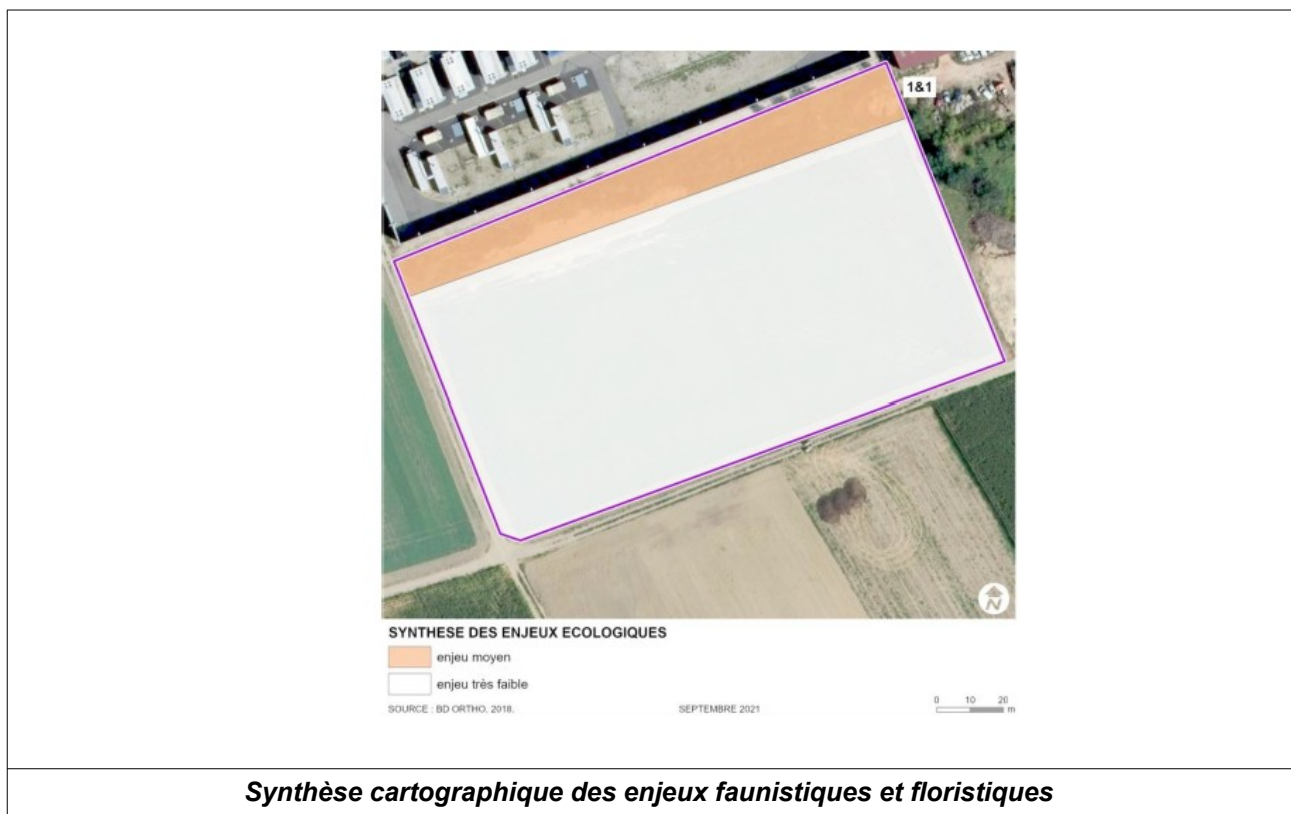 1&1
N
SYNTHESE DES ENJEUX ECOLOGIQUES
enjeu moyen
enjeu très faible
SOURCE : BD ORTHO, 2018.
SEPTEMBRE 2021
0 10 20
m
Synthèse cartographique des enjeux faunistiques et floristiques